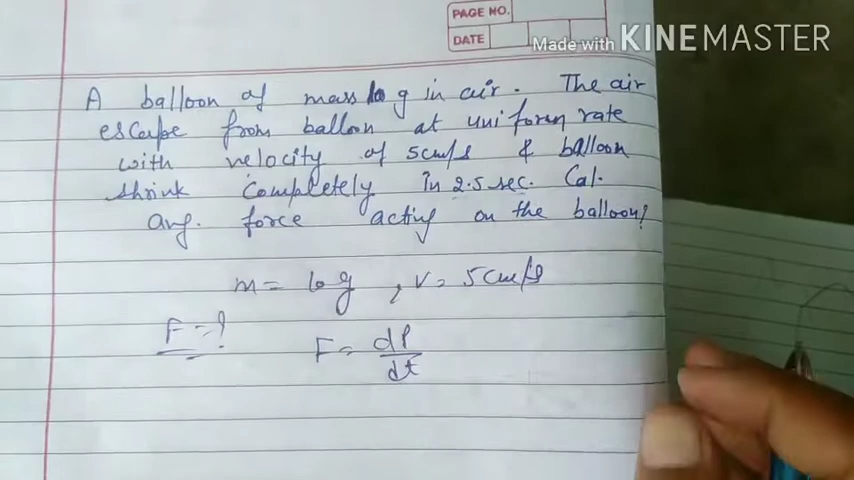 PAGE NO.
DATE
Made with KINEMASTER
A balloon of mass 10 g in air. The air
escape from balloon at uniform rate
with velocity of 5cm/s & balloon
shrink completely in 2.5 sec. Cal.
avg. force acting on the balloon?
m = 10 g , v = 5 cm/s
F = ?
F = dP/dt